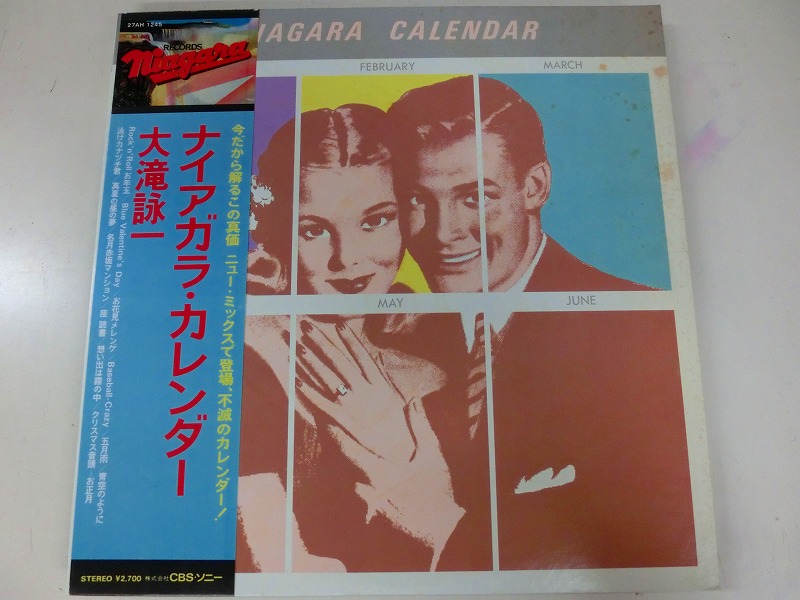 27AH 1245
RECORDS
Niagara
NIAGARA CALENDAR
FEBRUARY
MARCH
MAY
JUNE
今だから解るこの真価 ニュー・ミックスで登場、不滅のカレンダー!
ナイアガラ・カレンダー
大滝詠一
Rock'n'Roll お年玉/Blue Valentine's Day/お花見メレンゲ/Baseball-Crazy/五月雨/青空のように
泳げカナヅチ君/真夏の昼の夢/名月赤坂マンション/座 読書/想い出は霧の中/クリスマス音頭〜お正月
STEREO ¥2,700 株式会社 CBS・ソニー